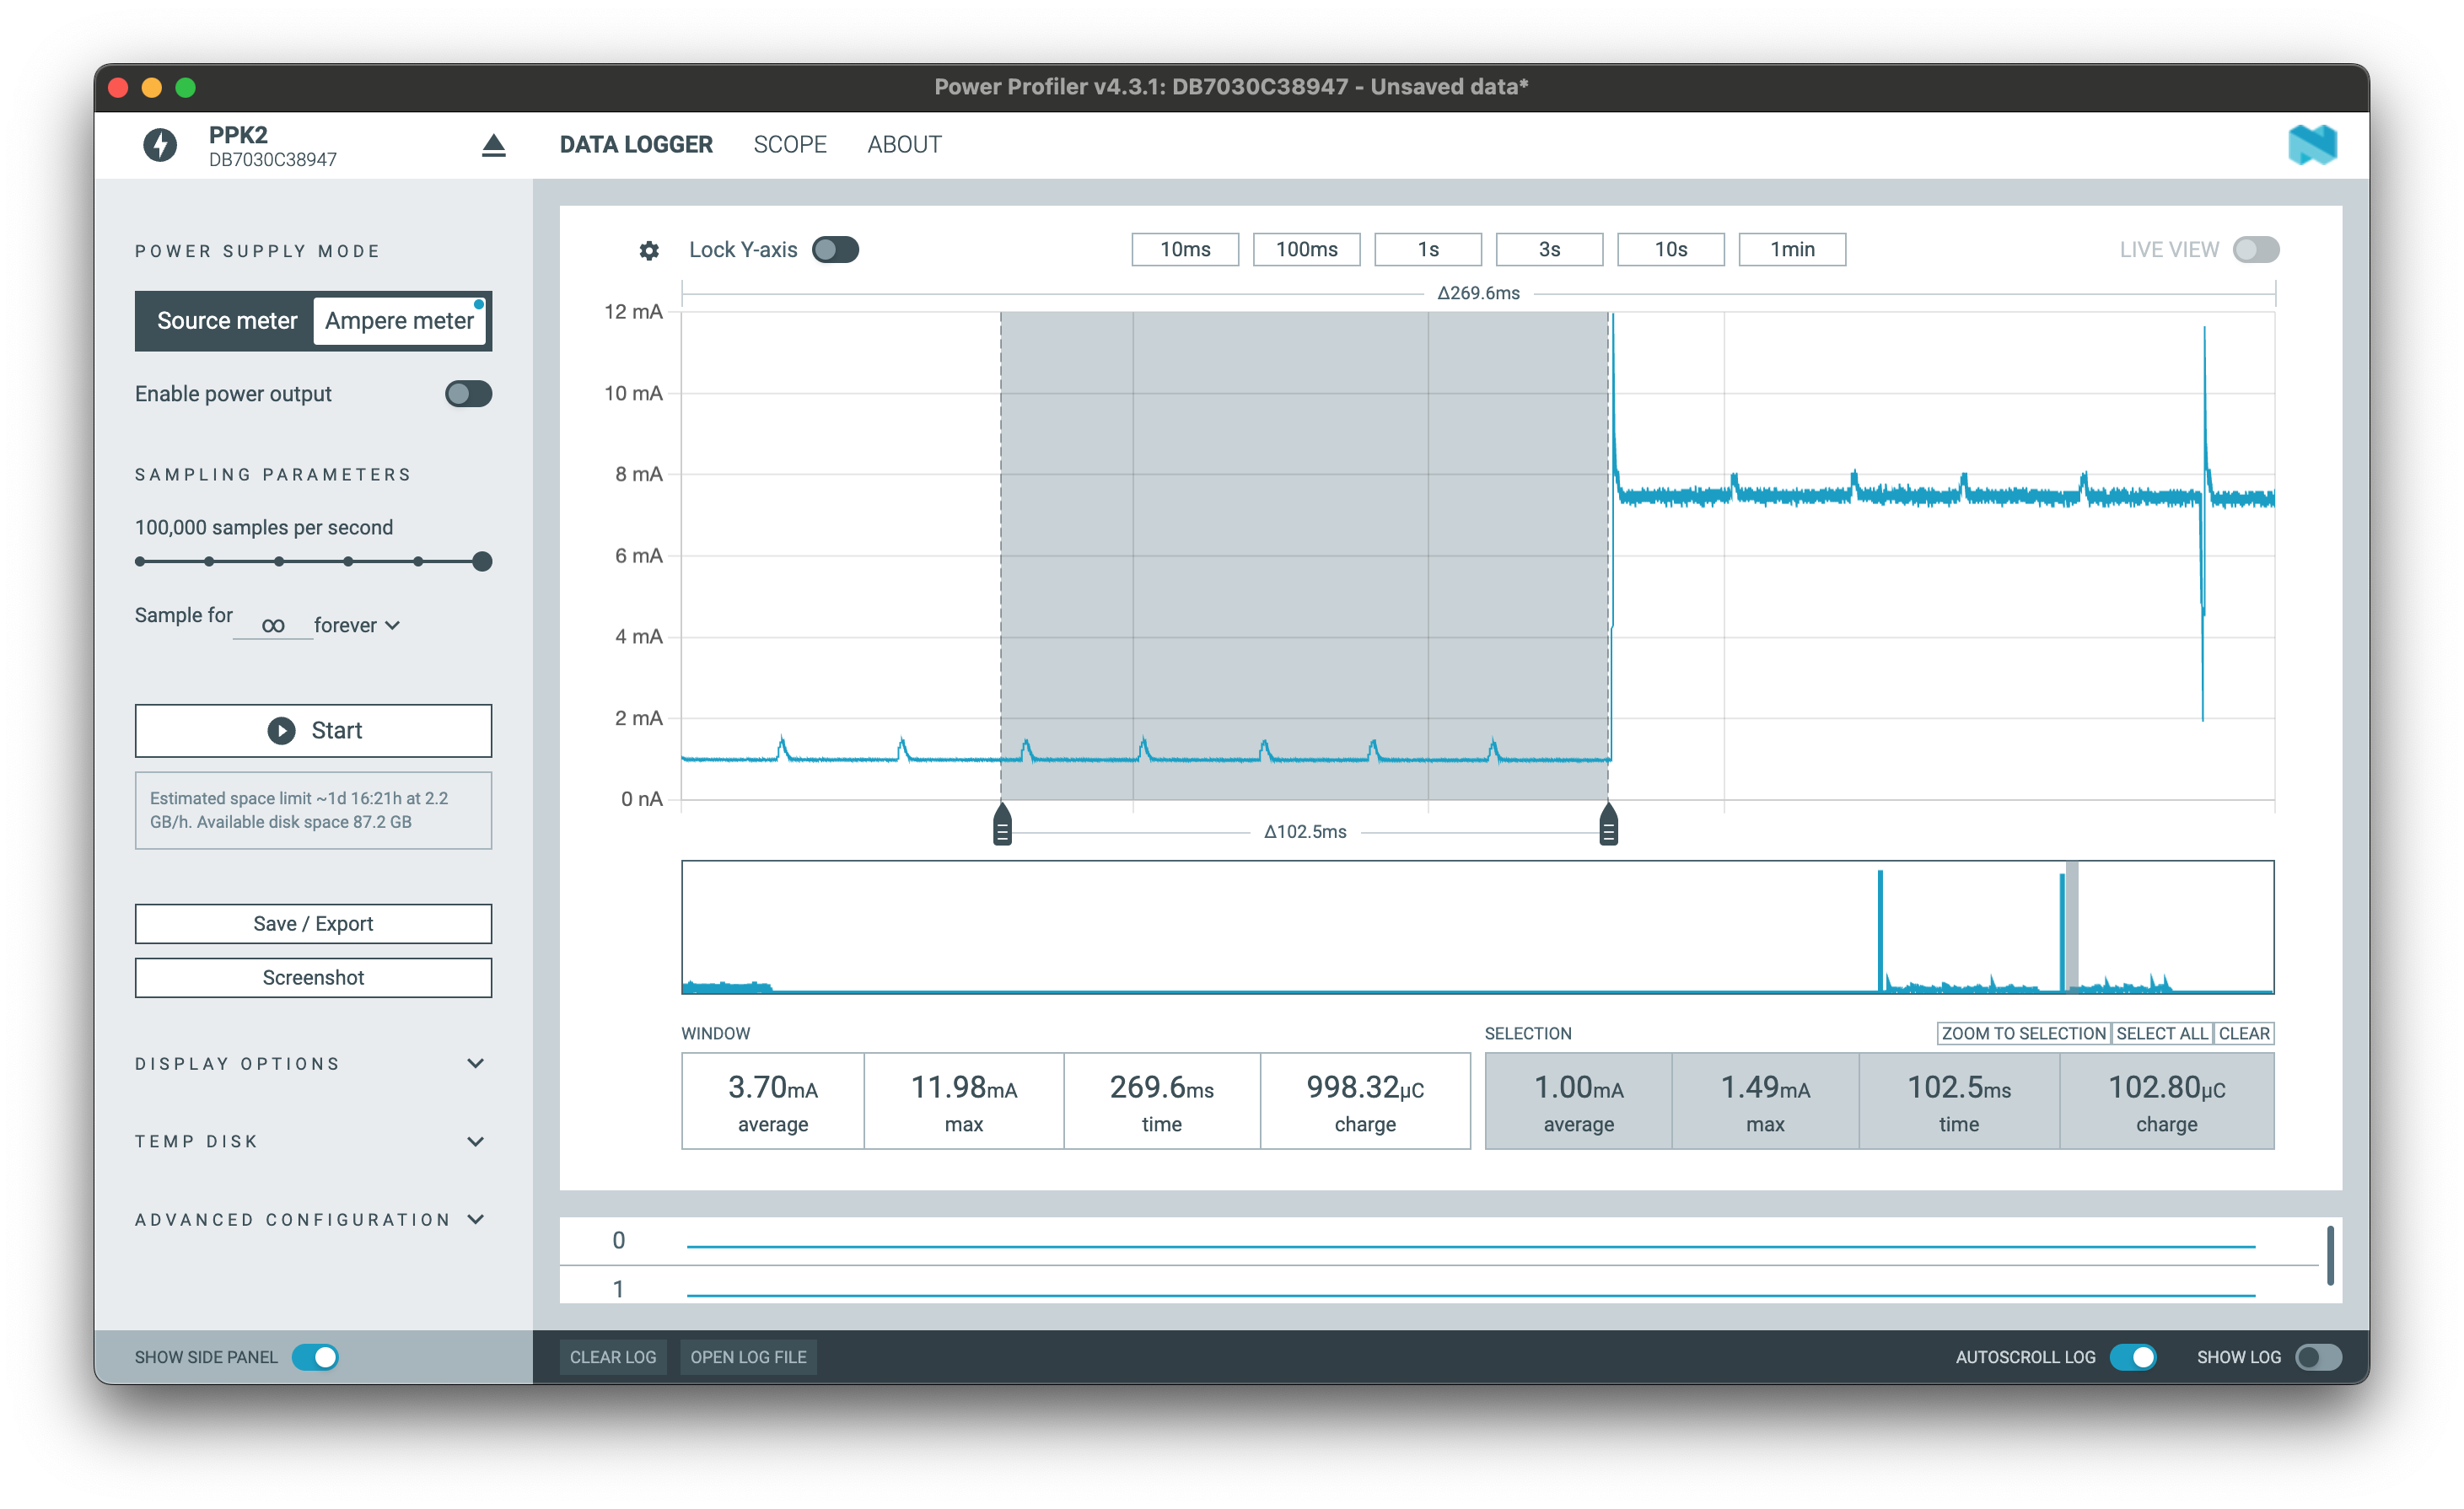 Power Profiler v4.3.1: DB7030C38947 - Unsaved data*
PPK2
DB7030C38947
DATA LOGGER
SCOPE
ABOUT
POWER SUPPLY MODE
Source meter
Ampere meter
Enable power output
SAMPLING PARAMETERS
100,000 samples per second
Sample for ∞ forever
Start
Estimated space limit ~1d 16:21h at 2.2
GB/h. Available disk space 87.2 GB
Save / Export
Screenshot
DISPLAY OPTIONS
TEMP DISK
ADVANCED CONFIGURATION
SHOW SIDE PANEL
Lock Y-axis
10ms
100ms
1s
3s
10s
1min
LIVE VIEW
Δ269.6ms
12 mA
10 mA
8 mA
6 mA
4 mA
2 mA
0 nA
Δ102.5ms
WINDOW
3.70mA
average
11.98mA
max
269.6ms
time
998.32μC
charge
SELECTION
ZOOM TO SELECTION
SELECT ALL
CLEAR
1.00mA
average
1.49mA
max
102.5ms
time
102.80μC
charge
0
1
CLEAR LOG
OPEN LOG FILE
AUTOSCROLL LOG
SHOW LOG